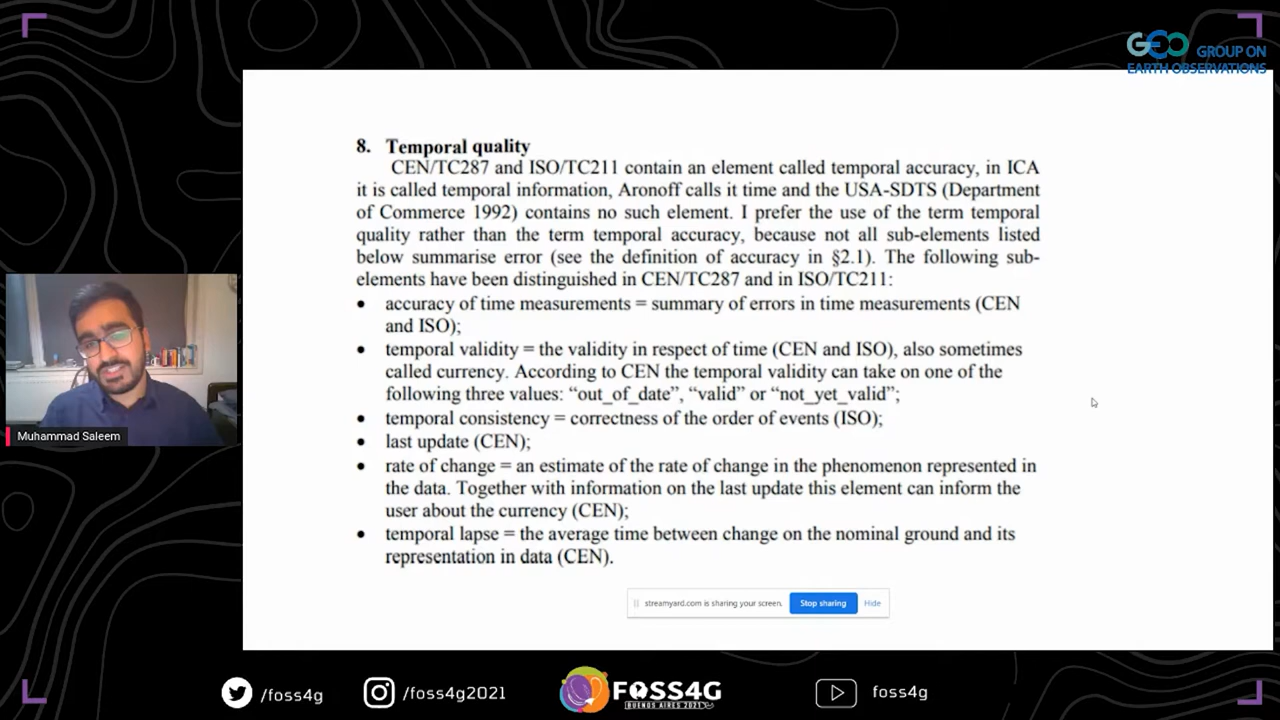 GEO GROUP ON
EARTH OBSERVATIONS
8. Temporal quality
CEN/TC287 and ISO/TC211 contain an element called temporal accuracy, in ICA
it is called temporal information, Aronoff calls it time and the USA-SDTS (Department
of Commerce 1992) contains no such element. I prefer the use of the term temporal
quality rather than the term temporal accuracy, because not all sub-elements listed
below summarise error (see the definition of accuracy in §2.1). The following sub-
elements have been distinguished in CEN/TC287 and in ISO/TC211:
• accuracy of time measurements = summary of errors in time measurements (CEN
and ISO);
• temporal validity = the validity in respect of time (CEN and ISO), also sometimes
called currency. According to CEN the temporal validity can take on one of the
following three values: “out_of_date”, “valid” or “not_yet_valid”;
• temporal consistency = correctness of the order of events (ISO);
• last update (CEN);
• rate of change = an estimate of the rate of change in the phenomenon represented in
the data. Together with information on the last update this element can inform the
user about the currency (CEN);
• temporal lapse = the average time between change on the nominal ground and its
representation in data (CEN).
Muhammad Saleem
streamyard.com is sharing your screen. Stop sharing Hide
/foss4g /foss4g2021 FOSS4G foss4g
BUENOS AIRES 2021